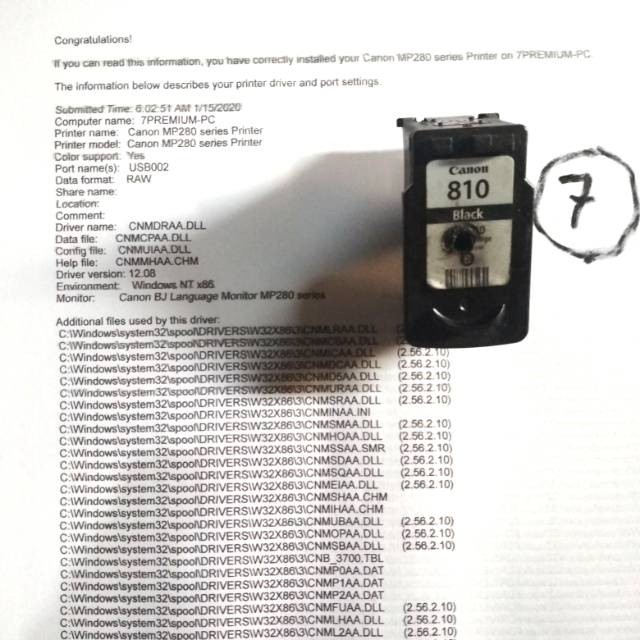 Congratulations!
If you can read this information, you have correctly installed your Canon MP280 series Printer on 7PREMIUM-PC.
The information below describes your printer driver and port settings.
Submitted Time: 6:02:51 AM 1/15/2020
Computer name: 7PREMIUM-PC
Printer name: Canon MP280 series Printer
Printer model: Canon MP280 series Printer
Color support: Yes
Port name(s): USB002
Data format: RAW
Share name:
Location:
Comment:
Driver name: CNMDRAA.DLL
Data file: CNMCPAA.DLL
Config file: CNMUIAA.DLL
Help file: CNMMHAA.CHM
Driver version: 12.08
Environment: Windows NT x86
Monitor: Canon BJ Language Monitor MP280 series
Canon
810
Black
7
Additional files used by this driver:
C:\Windows\system32\spool\DRIVERS\W32X86\3\CNMLRAA.DLL
C:\Windows\system32\spool\DRIVERS\W32X86\3\CNMCBAA.DLL
C:\Windows\system32\spool\DRIVERS\W32X86\3\CNMICAA.DLL (2.56.2.10)
C:\Windows\system32\spool\DRIVERS\W32X86\3\CNMDCAA.DLL (2.56.2.10)
C:\Windows\system32\spool\DRIVERS\W32X86\3\CNMD5AA.DLL (2.56.2.10)
C:\Windows\system32\spool\DRIVERS\W32X86\3\CNMURAA.DLL (2.56.2.10)
C:\Windows\system32\spool\DRIVERS\W32X86\3\CNMSRAA.DLL (2.56.2.10)
C:\Windows\system32\spool\DRIVERS\W32X86\3\CNMINAA.INI
C:\Windows\system32\spool\DRIVERS\W32X86\3\CNMSMAA.DLL (2.56.2.10)
C:\Windows\system32\spool\DRIVERS\W32X86\3\CNMHOAA.DLL (2.56.2.10)
C:\Windows\system32\spool\DRIVERS\W32X86\3\CNMSSAA.SMR (2.56.2.10)
C:\Windows\system32\spool\DRIVERS\W32X86\3\CNMSDAA.DLL (2.56.2.10)
C:\Windows\system32\spool\DRIVERS\W32X86\3\CNMSQAA.DLL (2.56.2.10)
C:\Windows\system32\spool\DRIVERS\W32X86\3\CNMEIAA.DLL (2.56.2.10)
C:\Windows\system32\spool\DRIVERS\W32X86\3\CNMSHAA.CHM
C:\Windows\system32\spool\DRIVERS\W32X86\3\CNMIHAA.CHM
C:\Windows\system32\spool\DRIVERS\W32X86\3\CNMUBAA.DLL (2.56.2.10)
C:\Windows\system32\spool\DRIVERS\W32X86\3\CNMOPAA.DLL (2.56.2.10)
C:\Windows\system32\spool\DRIVERS\W32X86\3\CNMSBAA.DLL (2.56.2.10)
C:\Windows\system32\spool\DRIVERS\W32X86\3\CNB_3700.TBL
C:\Windows\system32\spool\DRIVERS\W32X86\3\CNMP0AA.DAT
C:\Windows\system32\spool\DRIVERS\W32X86\3\CNMP1AA.DAT
C:\Windows\system32\spool\DRIVERS\W32X86\3\CNMP2AA.DAT
C:\Windows\system32\spool\DRIVERS\W32X86\3\CNMFUAA.DLL (2.56.2.10)
C:\Windows\system32\spool\DRIVERS\W32X86\3\CNMLHAA.DLL (2.56.2.10)
C:\Windows\system32\spool\DRIVERS\W32X86\3\CNML2AA.DLL (2.56.2.10)